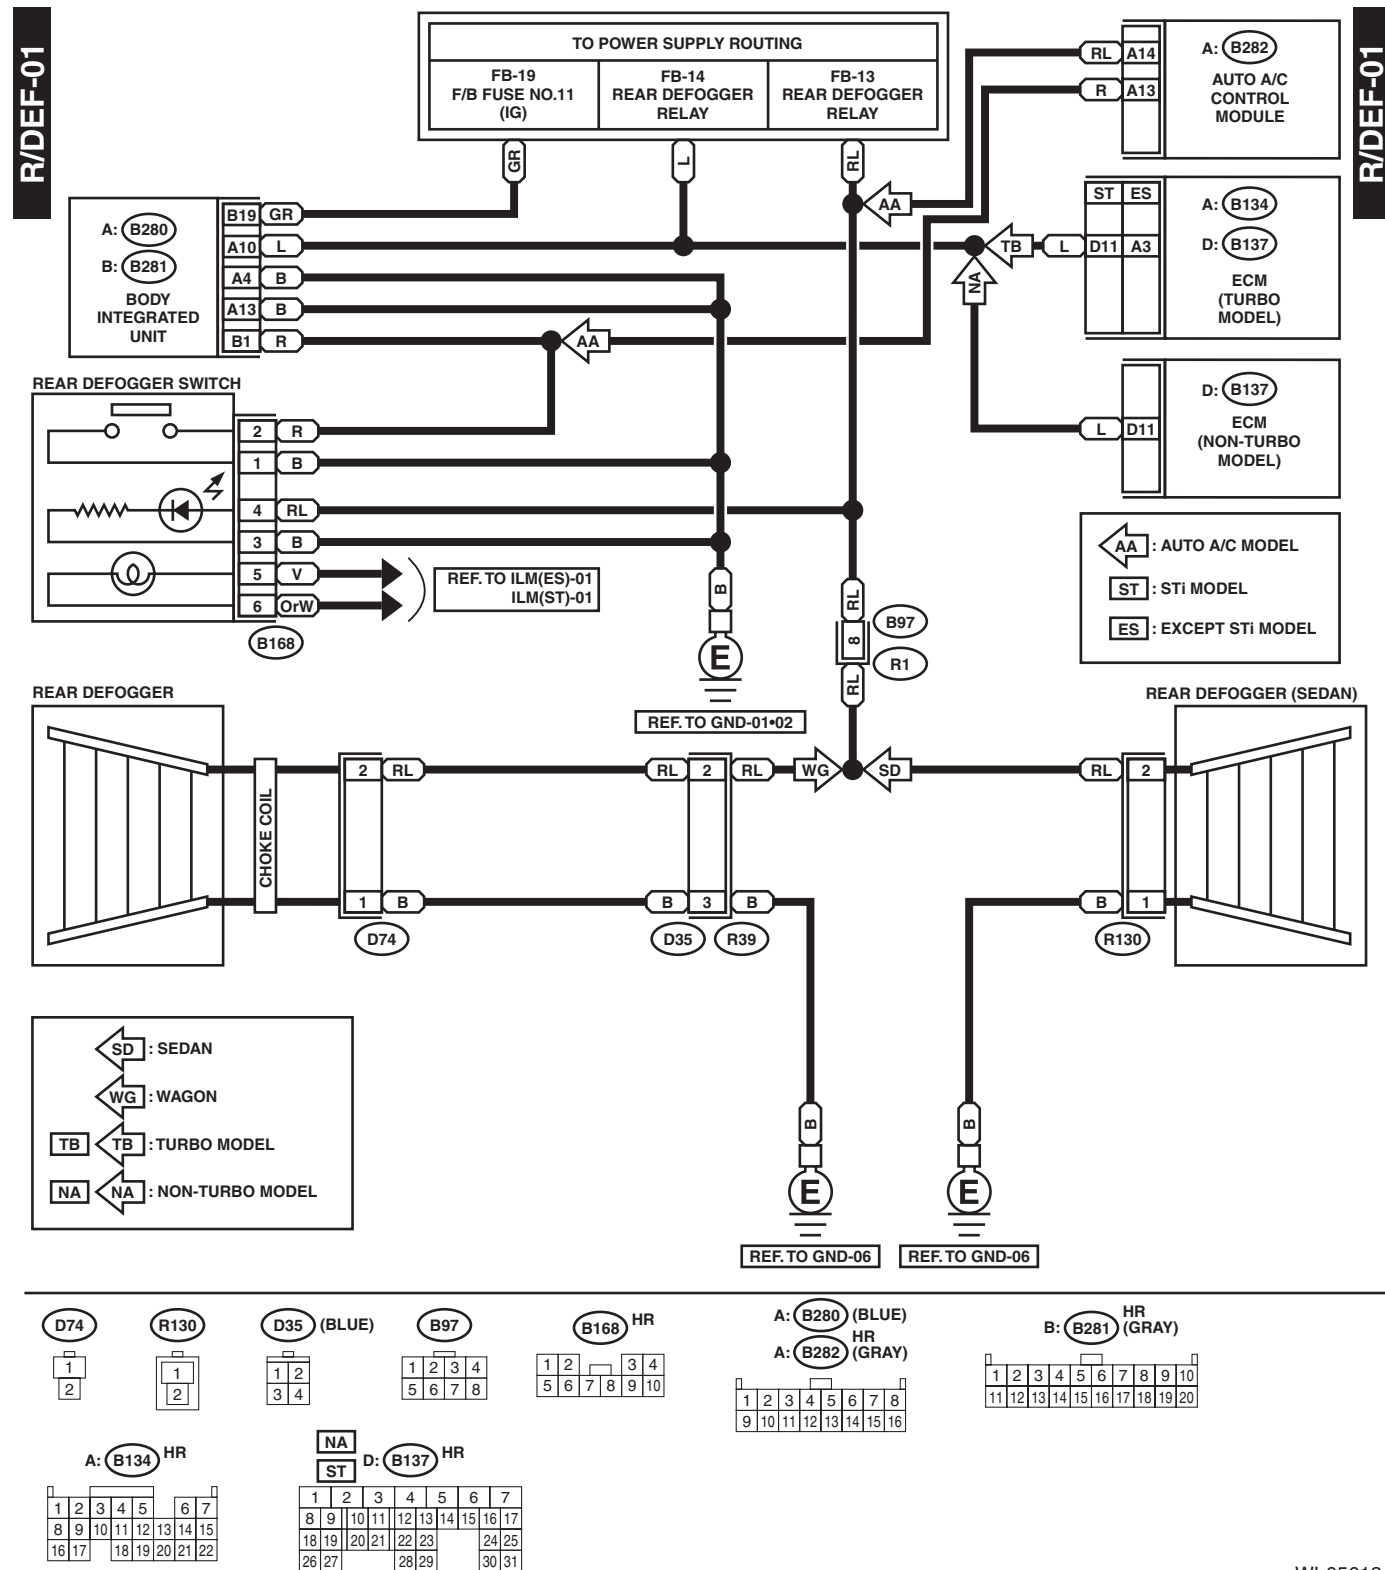 R/DEF-01
R/DEF-01
TO POWER SUPPLY ROUTING
FB-19
F/B FUSE NO.11
(IG)
FB-14
REAR DEFOGGER
RELAY
FB-13
REAR DEFOGGER
RELAY
GR
L
RL
RL A14
R A13
A: B282
AUTO A/C
CONTROL
MODULE
AA
A: B280
B: B281
BODY
INTEGRATED
UNIT
B19 GR
A10 L
A4 B
A13 B
B1 R
AA
TB
L
ST ES
D11 A3
A: B134
D: B137
ECM
(TURBO
MODEL)
NA
L D11
D: B137
ECM
(NON-TURBO
MODEL)
REAR DEFOGGER SWITCH
2 R
1 B
4 RL
3 B
5 V
6 OrW
B168
REF. TO ILM(ES)-01
ILM(ST)-01
AA : AUTO A/C MODEL
ST : STi MODEL
ES : EXCEPT STi MODEL
B
E
REF. TO GND-01•02
RL
8
B97
R1
RL
REAR DEFOGGER
REAR DEFOGGER (SEDAN)
CHOKE COIL
2 RL
RL 2 RL
WG
SD
RL 2
1 B
B 3 B
B 1
D74
D35
R39
R130
SD : SEDAN
WG : WAGON
TB TB : TURBO MODEL
NA NA : NON-TURBO MODEL
B
B
E
E
REF. TO GND-06
REF. TO GND-06
D74
1
2
R130
1
2
D35 (BLUE)
1 2
3 4
B97
1 2 3 4
5 6 7 8
B168 HR
1 2 3 4
5 6 7 8 9 10
A: B280 (BLUE)
HR
A: B282 (GRAY)
1 2 3 4 5 6 7 8
9 10 11 12 13 14 15 16
HR
B: B281 (GRAY)
1 2 3 4 5 6 7 8 9 10
11 12 13 14 15 16 17 18 19 20
A: B134 HR
1 2 3 4 5 6 7
8 9 10 11 12 13 14 15
16 17 18 19 20 21 22
NA
ST
D: B137 HR
1 2 3 4 5 6 7
8 9 10 11 12 13 14 15 16 17
18 19 20 21 22 23 24 25
26 27 28 29 30 31